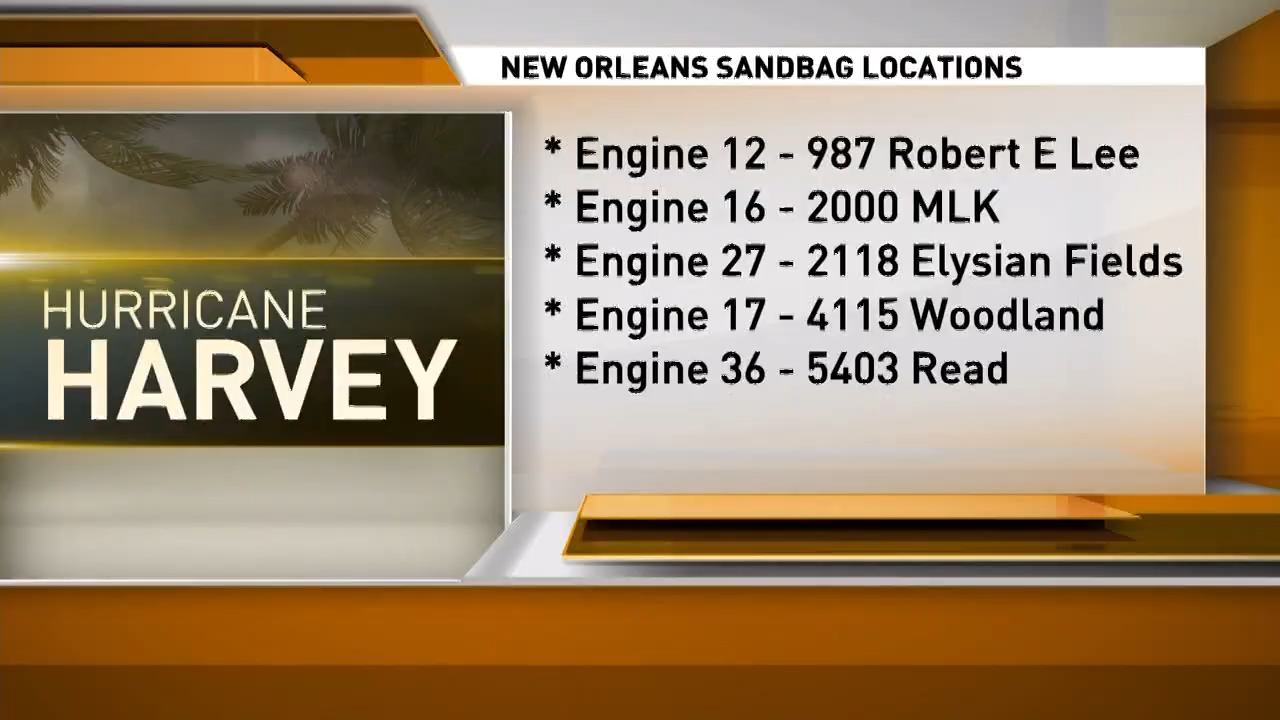 NEW ORLEANS SANDBAG LOCATIONS
* Engine 12 - 987 Robert E Lee
* Engine 16 - 2000 MLK
* Engine 27 - 2118 Elysian Fields
* Engine 17 - 4115 Woodland
* Engine 36 - 5403 Read
HURRICANE
HARVEY